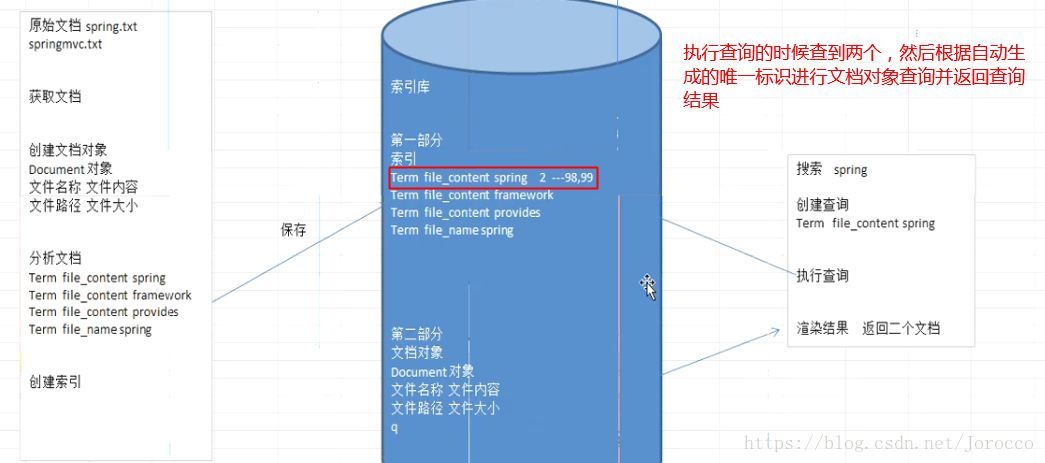 原始文档 spring.txt
springmvc.txt
获取文档
创建文档对象
Document 对象
文件名称 文件内容
文件路径 文件大小
分析文档
Term file_content spring
Term file_content framework
Term file_content provides
Term file_name spring
创建索引
保存
索引库
第一部分
索引
Term file_content spring 2 ---98,99
Term file_content framework
Term file_content provides
Term file_name spring
第二部分
文档对象
Document 对象
文件名称 文件内容
文件路径 文件大小
q
执行查询的时候查到两个，然后根据自动生
成的唯一标识进行文档对象查询并返回查询
结果
搜索 spring
创建查询
Term file_content spring
执行查询
渲染结果 返回二个文档
https://blog.csdn.net/Jorocco